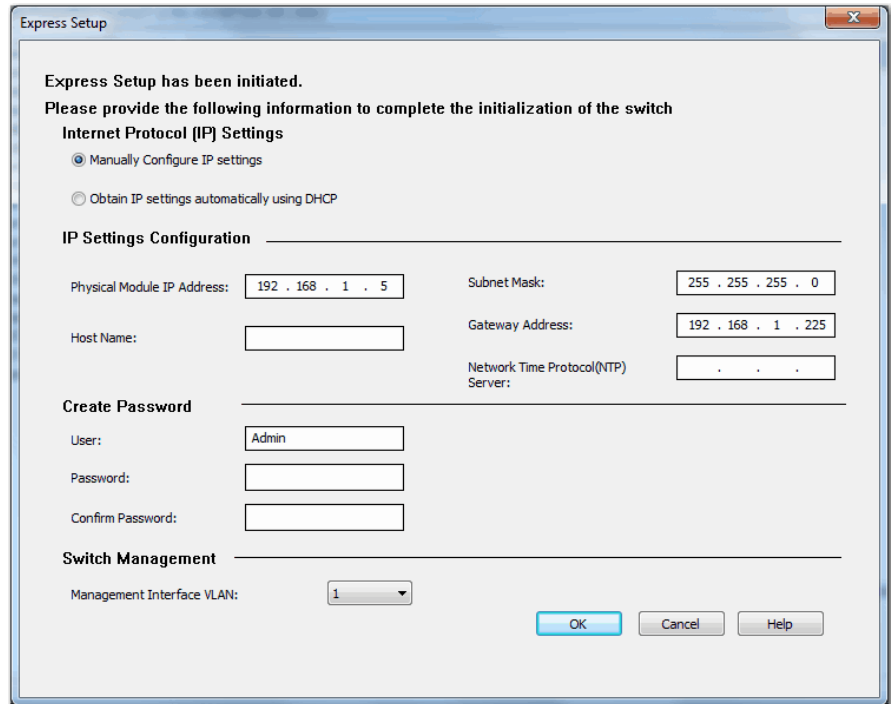 Express Setup
Express Setup has been initiated.
Please provide the following information to complete the initialization of the switch
Internet Protocol (IP) Settings
Manually Configure IP settings
Obtain IP settings automatically using DHCP
IP Settings Configuration
Physical Module IP Address: 192 . 168 . 1 . 5
Subnet Mask: 255 . 255 . 255 . 0
Host Name:
Gateway Address: 192 . 168 . 1 . 225
Network Time Protocol(NTP)
Server: . . .
Create Password
User: Admin
Password:
Confirm Password:
Switch Management
Management Interface VLAN: 1
OK Cancel Help